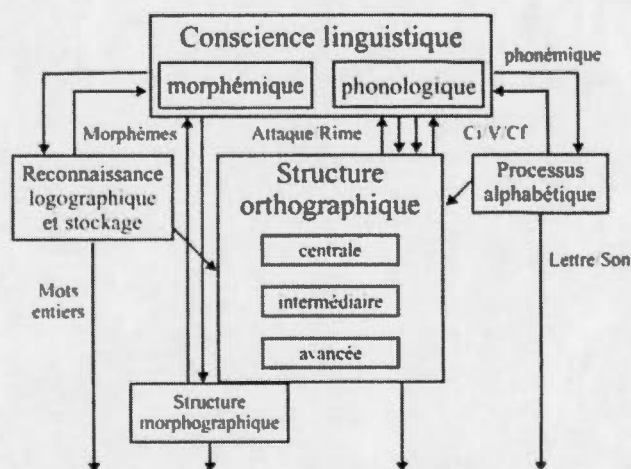 Conscience linguistique
phonémique
morphémique
phonologique
Morphèmes
Attaque/Rime
Ci/V/Cf
Reconnaissance
logographique
et stockage
Structure
orthographique
Processus
alphabétique
centrale
Lettre/Son
Mots
entiers
intermédiaire
avancée
Structure
morphographique